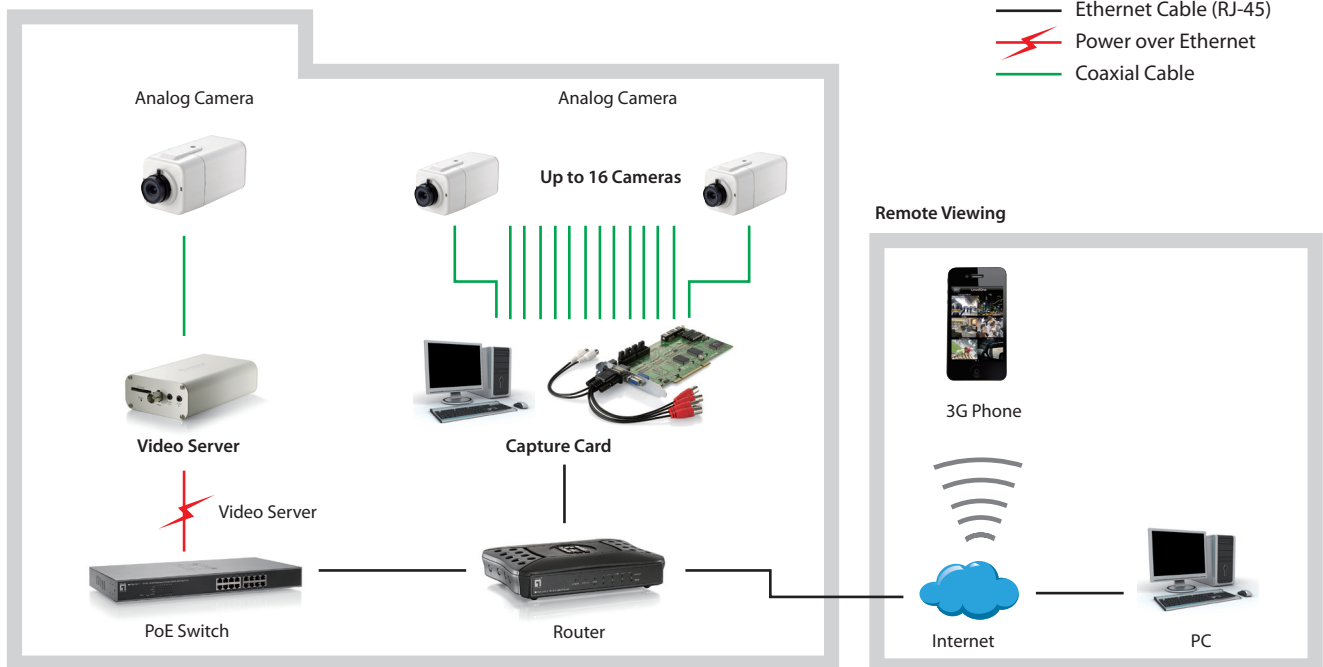 Ethernet Cable (RJ-45)
Power over Ethernet
Coaxial Cable
Analog Camera
Analog Camera
Up to 16 Cameras
Remote Viewing
3G Phone
Video Server
Capture Card
Video Server
PoE Switch
Router
Internet
PC